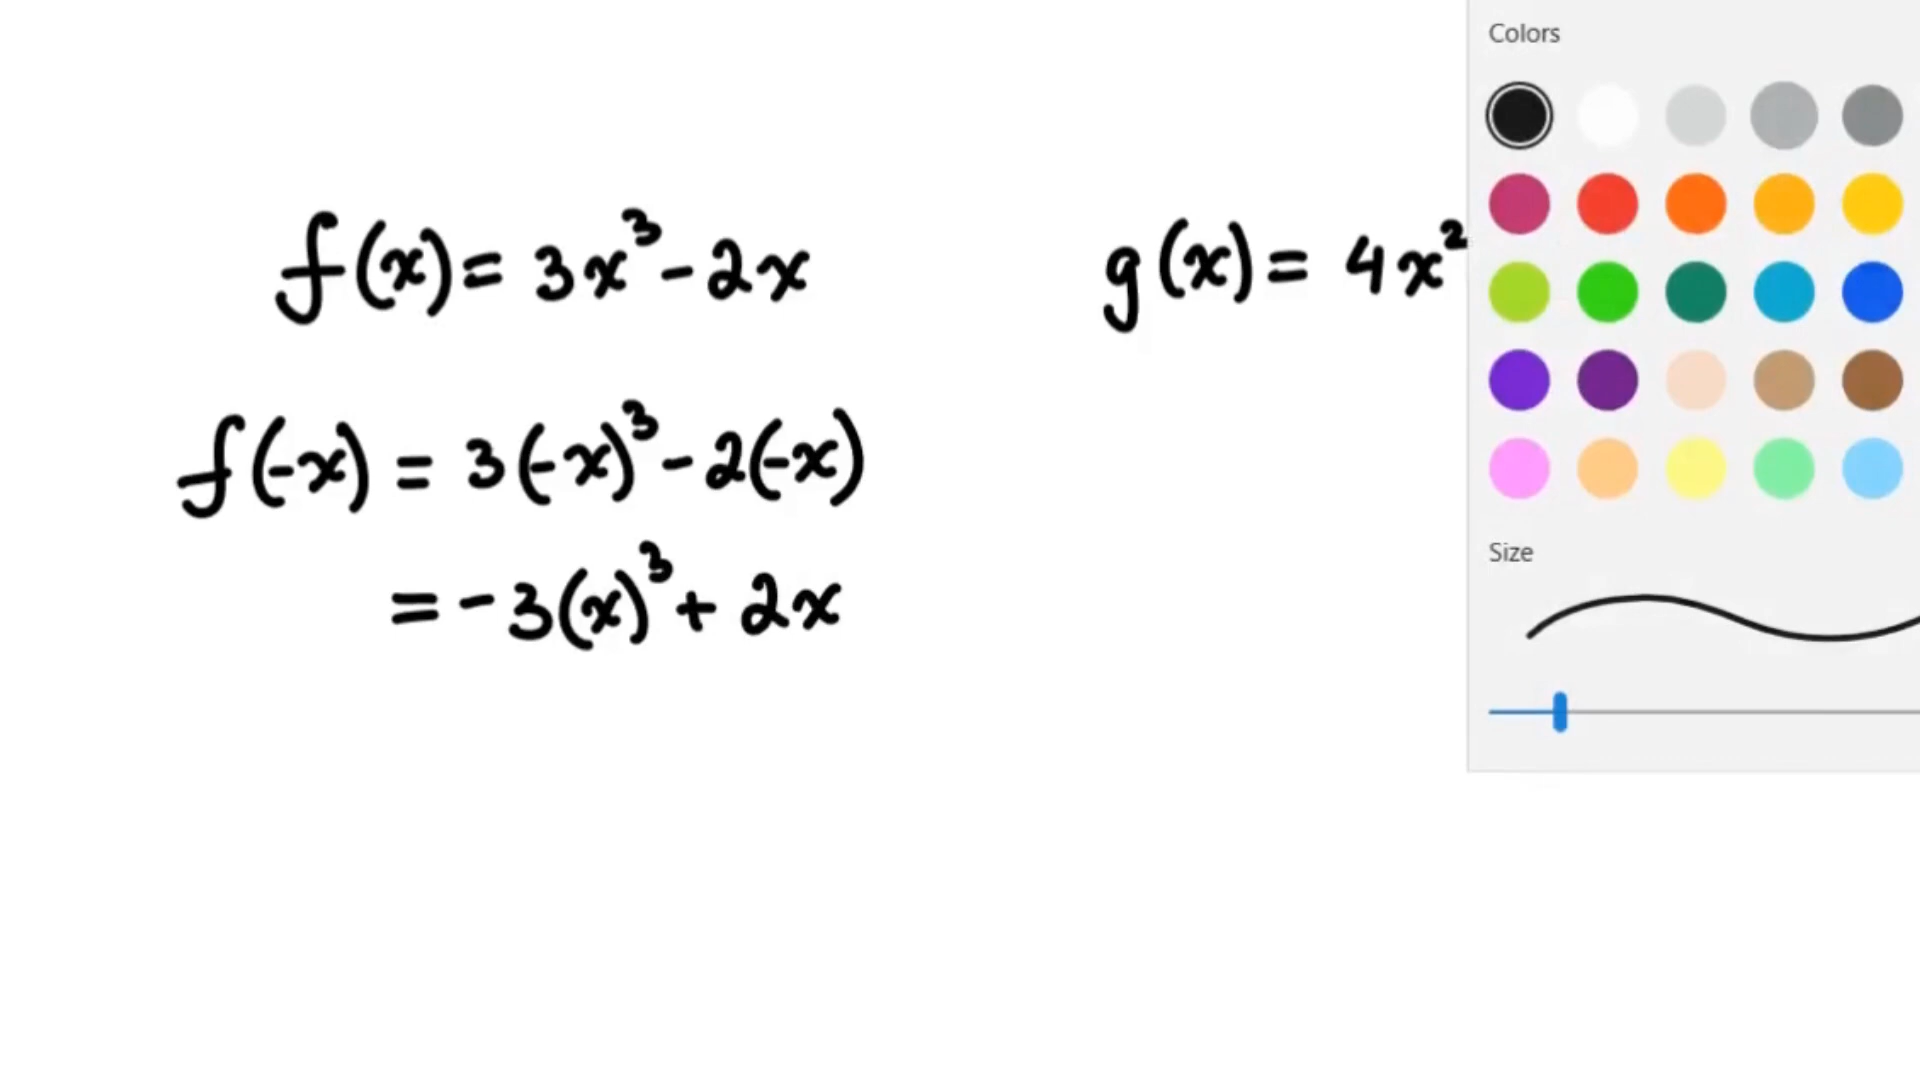 f(x) = 3x³ - 2x
g(x) = 4x²
f(-x) = 3(-x)³ - 2(-x)
= -3(x)³ + 2x
Colors
Size